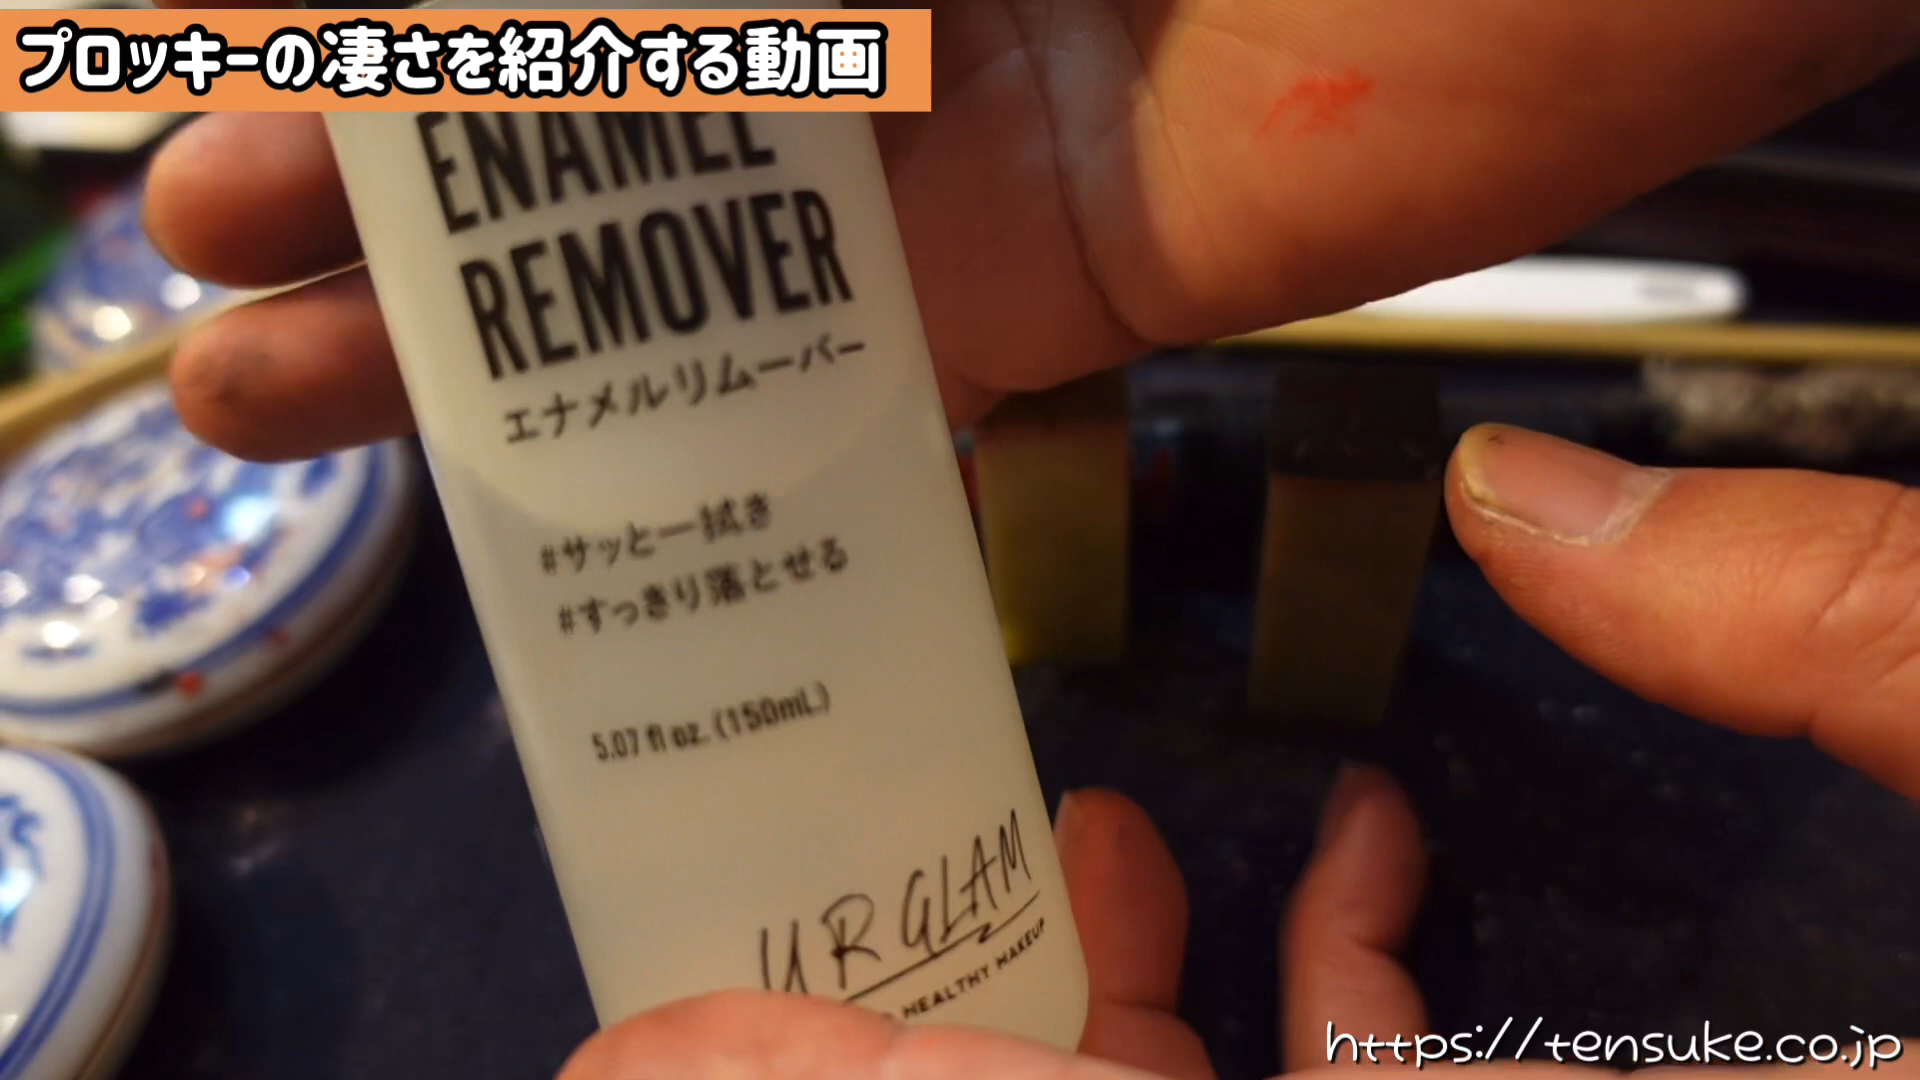 プロッキーの凄さを紹介する動画
ENAMEL
REMOVER
エナメルリムーバー
#サッと一拭き
#すっきり落とせる
5.07 fl oz. (150mL)
UR GLAM
HEALTHY MAKEUP
https://tensuke.co.jp